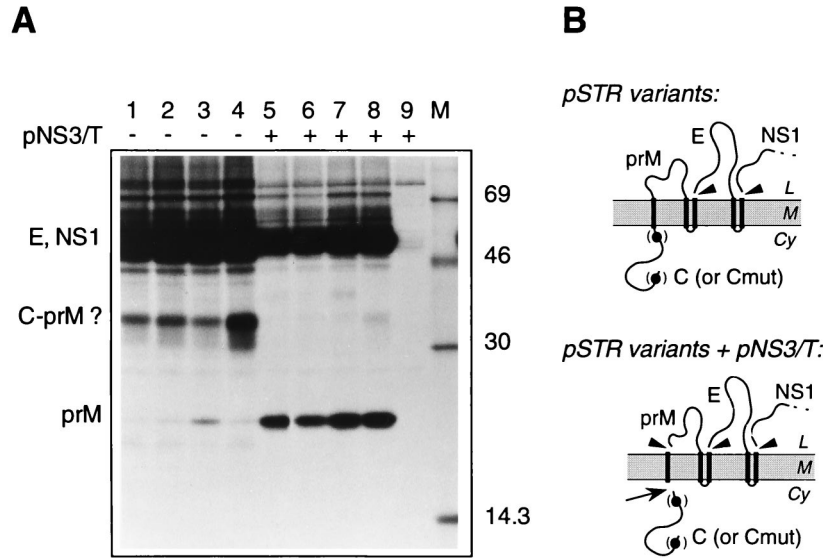 A
B
1 2 3 4 5 6 7 8 9 M
pNS3/T - - - - + + + + +
E, NS1
C-prM ?
prM
69
46
30
14.3
pSTR variants:
E
NS1
prM
L
M
Cy
C (or Cmut)
pSTR variants + pNS3/T:
E
NS1
prM
L
M
Cy
C (or Cmut)